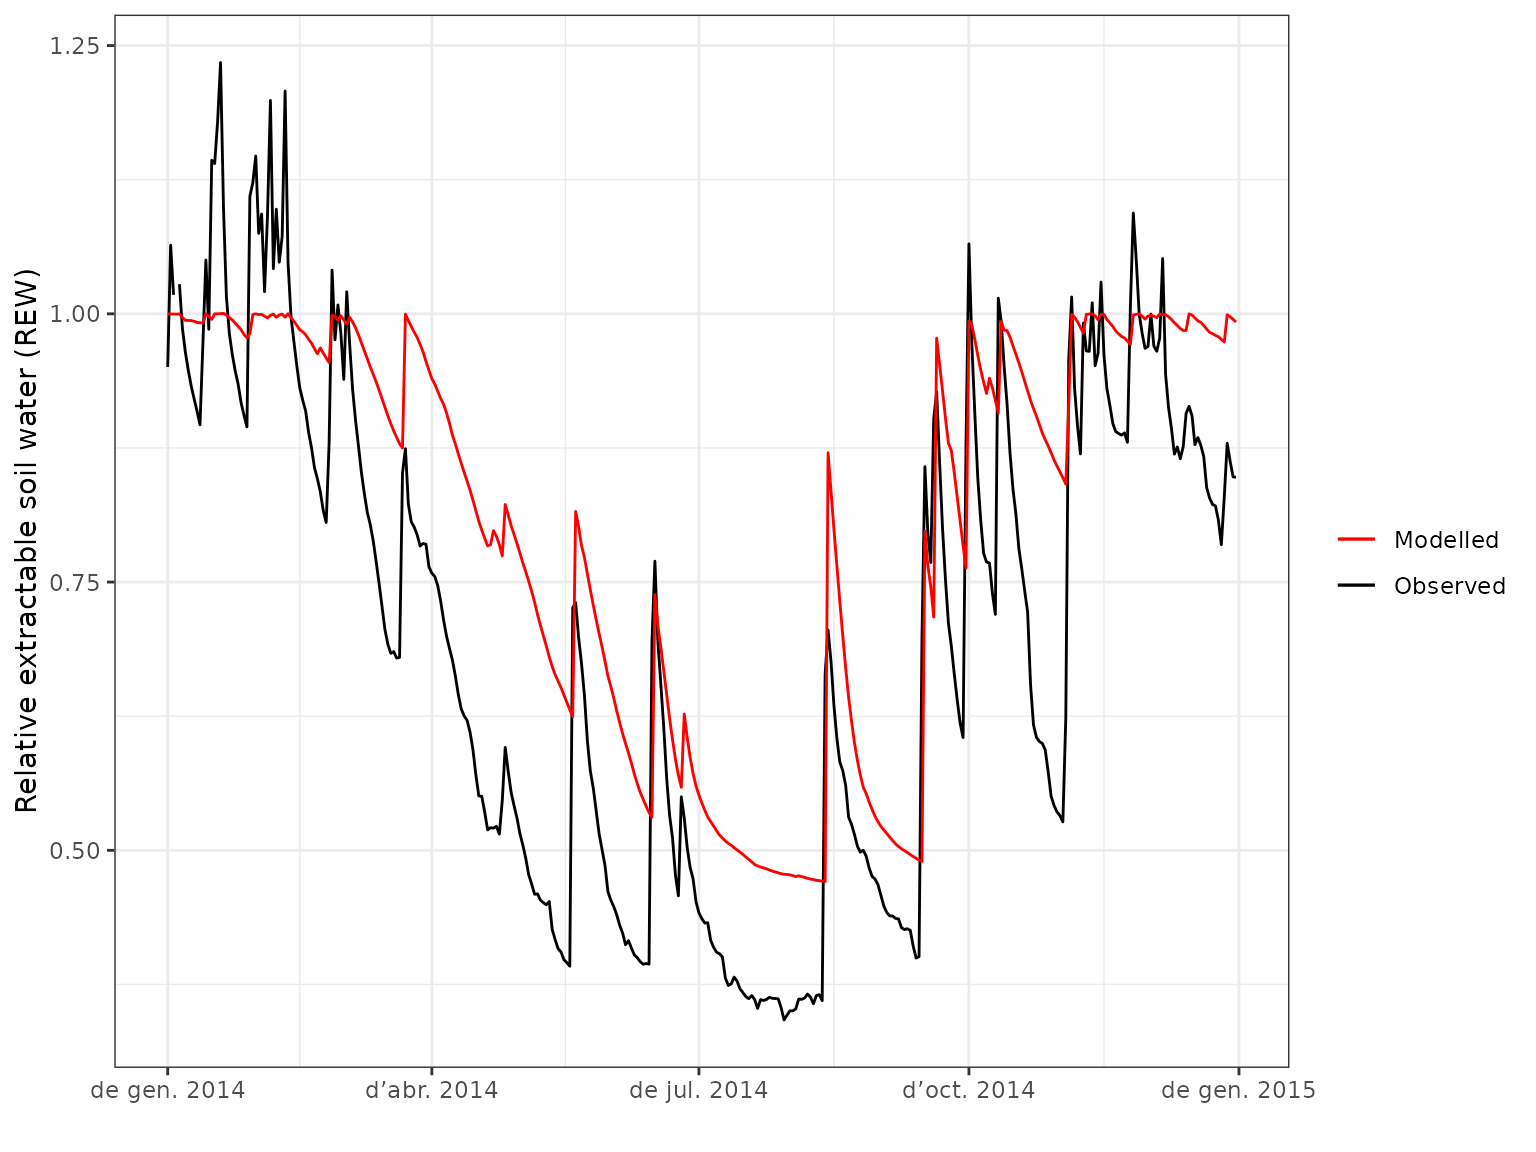 Relative extractable soil water (REW)
1.25
1.00
0.75
0.50
de gen. 2014
d’abr. 2014
de jul. 2014
d’oct. 2014
de gen. 2015
Modelled
Observed